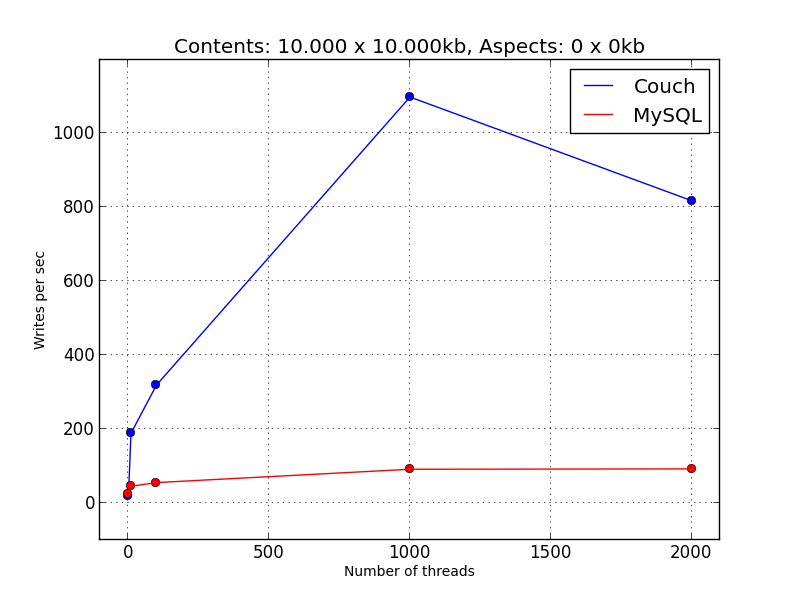 Contents: 10.000 x 10.000kb, Aspects: 0 x 0kb
Couch
MySQL
1000
800
600
400
200
0
Writes per sec
0 500 1000 1500 2000
Number of threads